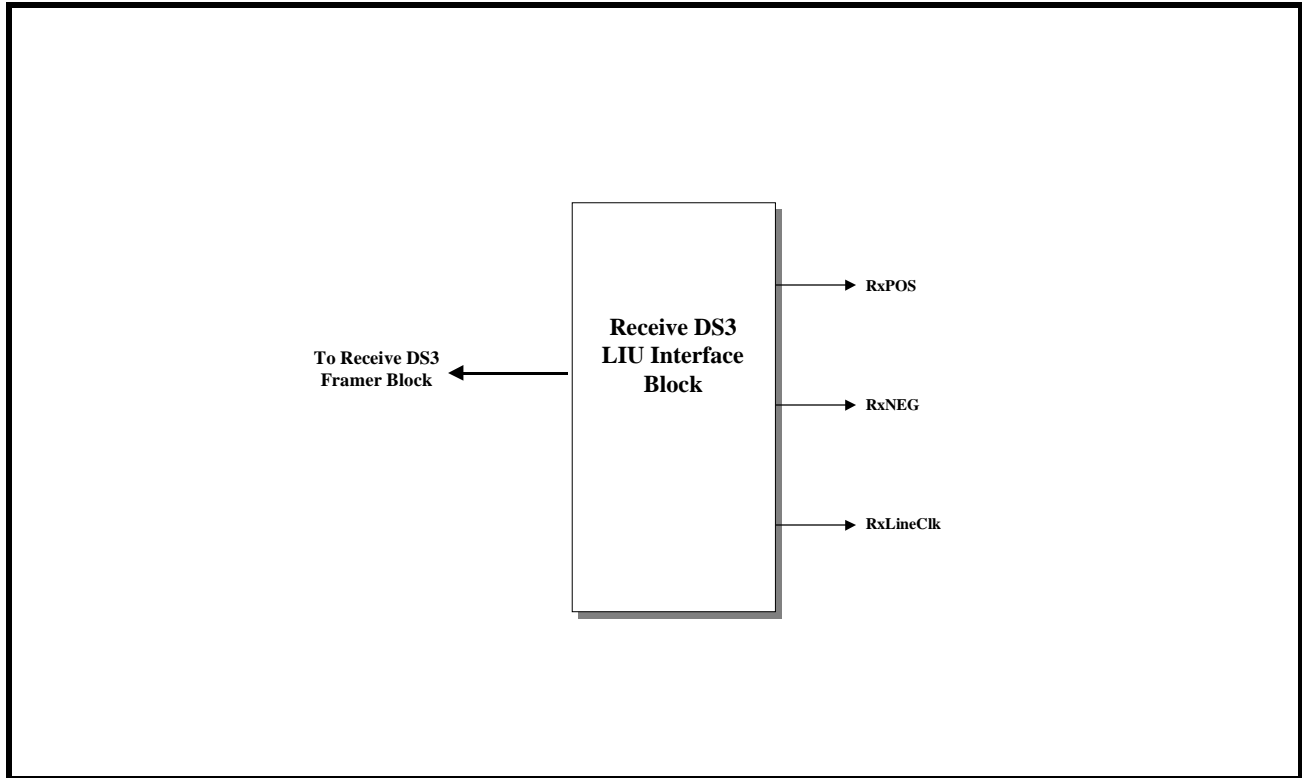 To Receive DS3
Framer Block
Receive DS3
LIU Interface
Block
RxPOS
RxNEG
RxLineClk